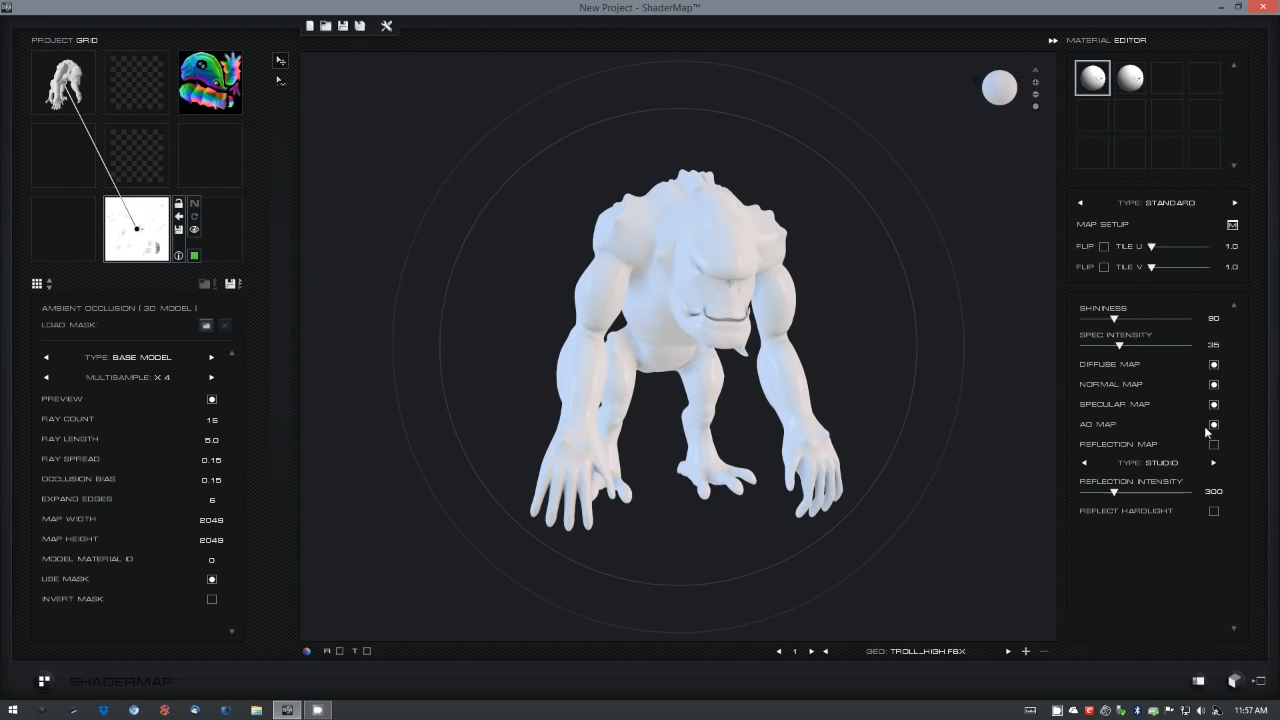 New Project - ShaderMap™
PROJECT GRID
MATERIAL EDITOR
TYPE: STANDARD
MAP SETUP
M
FLIP TILE U 1.0
FLIP TILE V 1.0
AMBIENT OCCLUSION ( 3D MODEL )
LOAD MASK:
TYPE: BASE MODEL
MULTISAMPLE: X 4
PREVIEW
RAY COUNT 16
RAY LENGTH 5.0
RAY SPREAD 0.15
OCCLUSION BIAS 0.15
EXPAND EDGES 6
MAP WIDTH 2048
MAP HEIGHT 2048
MODEL MATERIAL ID 0
USE MASK
INVERT MASK
SHININESS 90
SPEC INTENSITY 35
DIFFUSE MAP
NORMAL MAP
SPECULAR MAP
AO MAP
REFLECTION MAP
TYPE: STUDIO
REFLECTION INTENSITY 300
REFLECT HARDLIGHT
R T 1 GEO: TROLL_HIGH.FBX
SHADERMAP™
11:57 AM